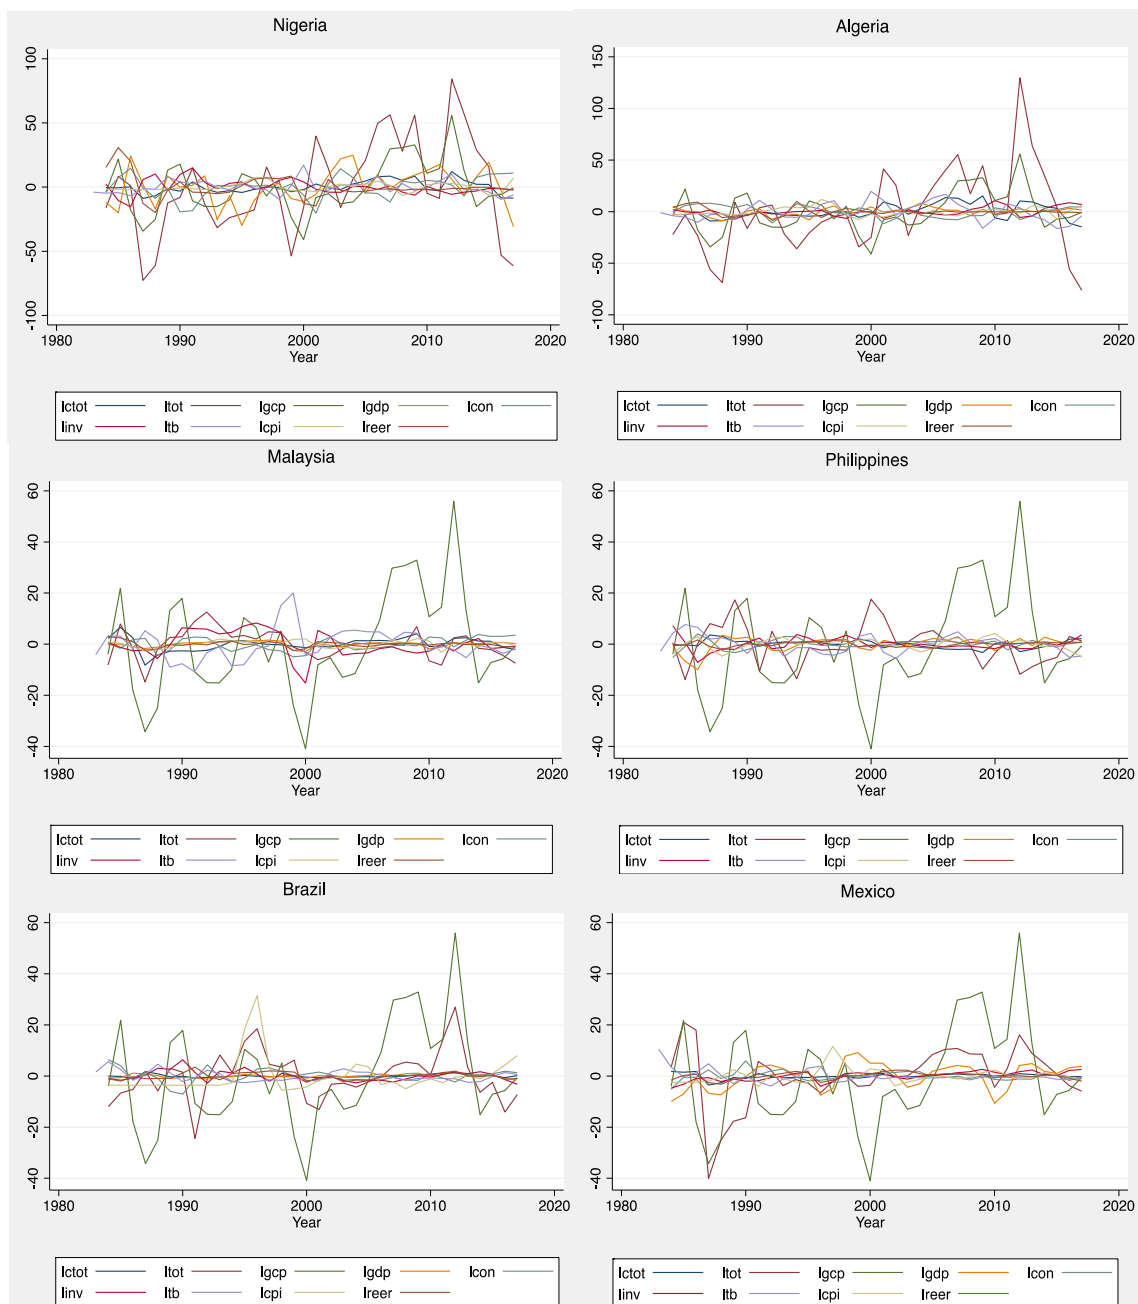 Nigeria
100
50
0
-50
-100
1980
1990
2000
2010
2020
Year
lctot
ltot
lgcp
lgdp
lcon
linv
ltb
lcpi
lreer
Algeria
150
100
50
0
-50
-100
1980
1990
2000
2010
2020
Year
lctot
ltot
lgcp
lgdp
lcon
linv
ltb
lcpi
lreer
Malaysia
60
40
20
0
-20
-40
1980
1990
2000
2010
2020
Year
lctot
ltot
lgcp
lgdp
lcon
linv
ltb
lcpi
lreer
Philippines
60
40
20
0
-20
-40
1980
1990
2000
2010
2020
Year
lctot
ltot
lgcp
lgdp
lcon
linv
ltb
lcpi
lreer
Brazil
60
40
20
0
-20
-40
1980
1990
2000
2010
2020
Year
lctot
ltot
lgcp
lgdp
lcon
linv
ltb
lcpi
lreer
Mexico
60
40
20
0
-20
-40
1980
1990
2000
2010
2020
Year
lctot
ltot
lgcp
lgdp
lcon
linv
ltb
lcpi
lreer